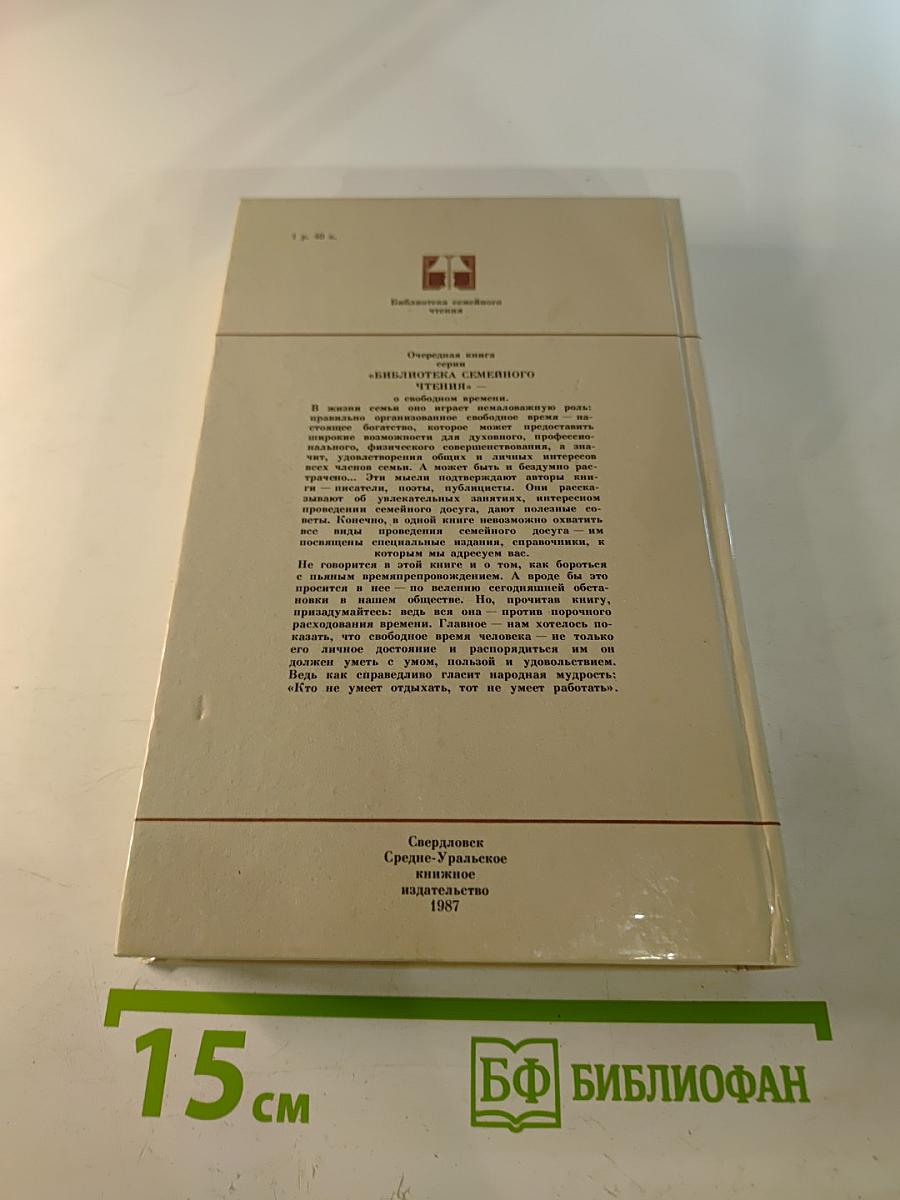 1 р. 40 к.
Библиотека семейного
чтения
Очередная книга
серии
«БИБЛИОТЕКА СЕМЕЙНОГО
ЧТЕНИЯ» —
о свободном времени.
В жизни семьи оно играет немаловажную роль:
правильно организованное свободное время — на-
стоящее богатство, которое может предоставить
широкие возможности для духовного, профессио-
нального, физического совершенствования, а зна-
чит, удовлетворения общих и личных интересов
всех членов семьи. А может быть и бездумно рас-
трачено... Эти мысли подтверждают авторы кни-
ги — писатели, поэты, публицисты. Они расска-
зывают об увлекательных занятиях, интересном
проведении семейного досуга, дают полезные со-
веты. Конечно, в одной книге невозможно охватить
все виды проведения семейного досуга — им
посвящены специальные издания, справочники, к
которым мы адресуем вас.
Не говорится в этой книге и о том, как бороться
с пьяным времяпрепровождением. А вроде бы это
просится в нее — по велению сегодняшней обста-
новки в нашем обществе. Но, прочитав книгу,
призадумайтесь: ведь вся она — против порочного
расходования времени. Главное — нам хотелось по-
казать, что свободное время человека — не только
его личное достояние и распорядиться им он
должен уметь с умом, пользой и удовольствием.
Ведь как справедливо гласит народная мудрость:
«Кто не умеет отдыхать, тот не умеет работать».
Свердловск
Средне-Уральское
книжное
издательство
1987
15 см
БФ БИБЛИОФАН